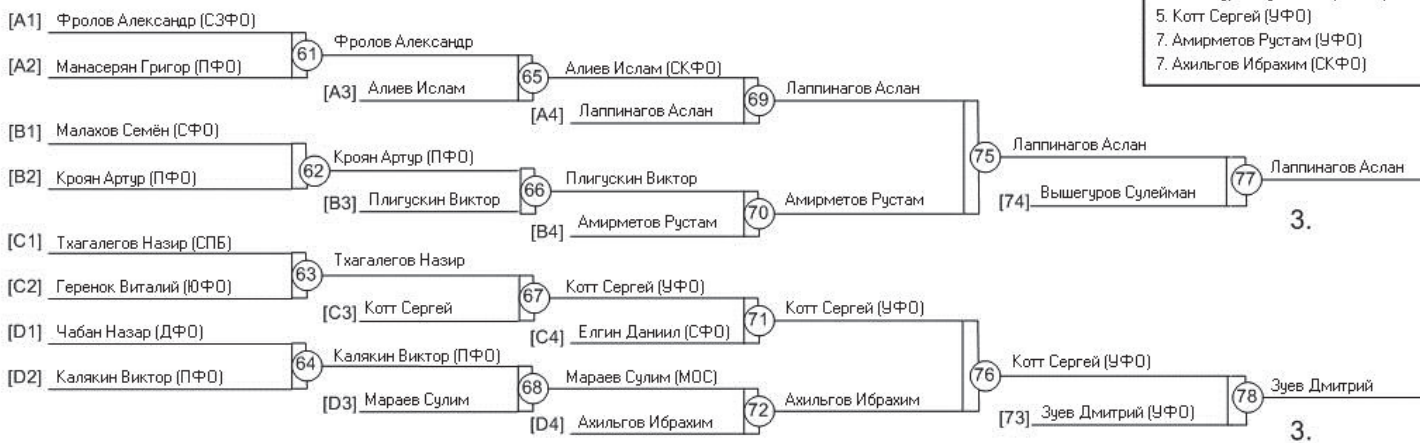 5. Котт Сергей (УФО)
7. Амирметов Рустам (УФО)
7. Ахильгов Ибрахим (СКФО)
[A1] Фролов Александр (СЗФО)
61
Фролов Александр
[A2] Манасерян Григор (ПФО)
65
Алиев Ислам (СКФО)
[A3] Алиев Ислам
69
Лаппинагов Аслан
[A4] Лаппинагов Аслан
[B1] Малахов Семён (СФО)
75
Лаппинагов Аслан
62
Кроян Артур (ПФО)
77
Лаппинагов Аслан
[B2] Кроян Артур (ПФО)
66
Плигускин Виктор
[74] Вышегуров Сулейман
[B3] Плигускин Виктор
70
Амирметов Рустам
3.
[B4] Амирметов Рустам
[C1] Тхагалегов Назир (СПБ)
63
Тхагалегов Назир
[C2] Геренок Виталий (ЮФО)
67
Котт Сергей (УФО)
[C3] Котт Сергей
71
Котт Сергей (УФО)
[C4] Елгин Даниил (СФО)
[D1] Чабан Назар (ДФО)
64
Калякин Виктор (ПФО)
76
Котт Сергей (УФО)
[D2] Калякин Виктор (ПФО)
68
Мараев Сулим (МОС)
78
Зуев Дмитрий
[D3] Мараев Сулим
72
Ахильгов Ибрахим
[73] Зуев Дмитрий (УФО)
[D4] Ахильгов Ибрахим
3.